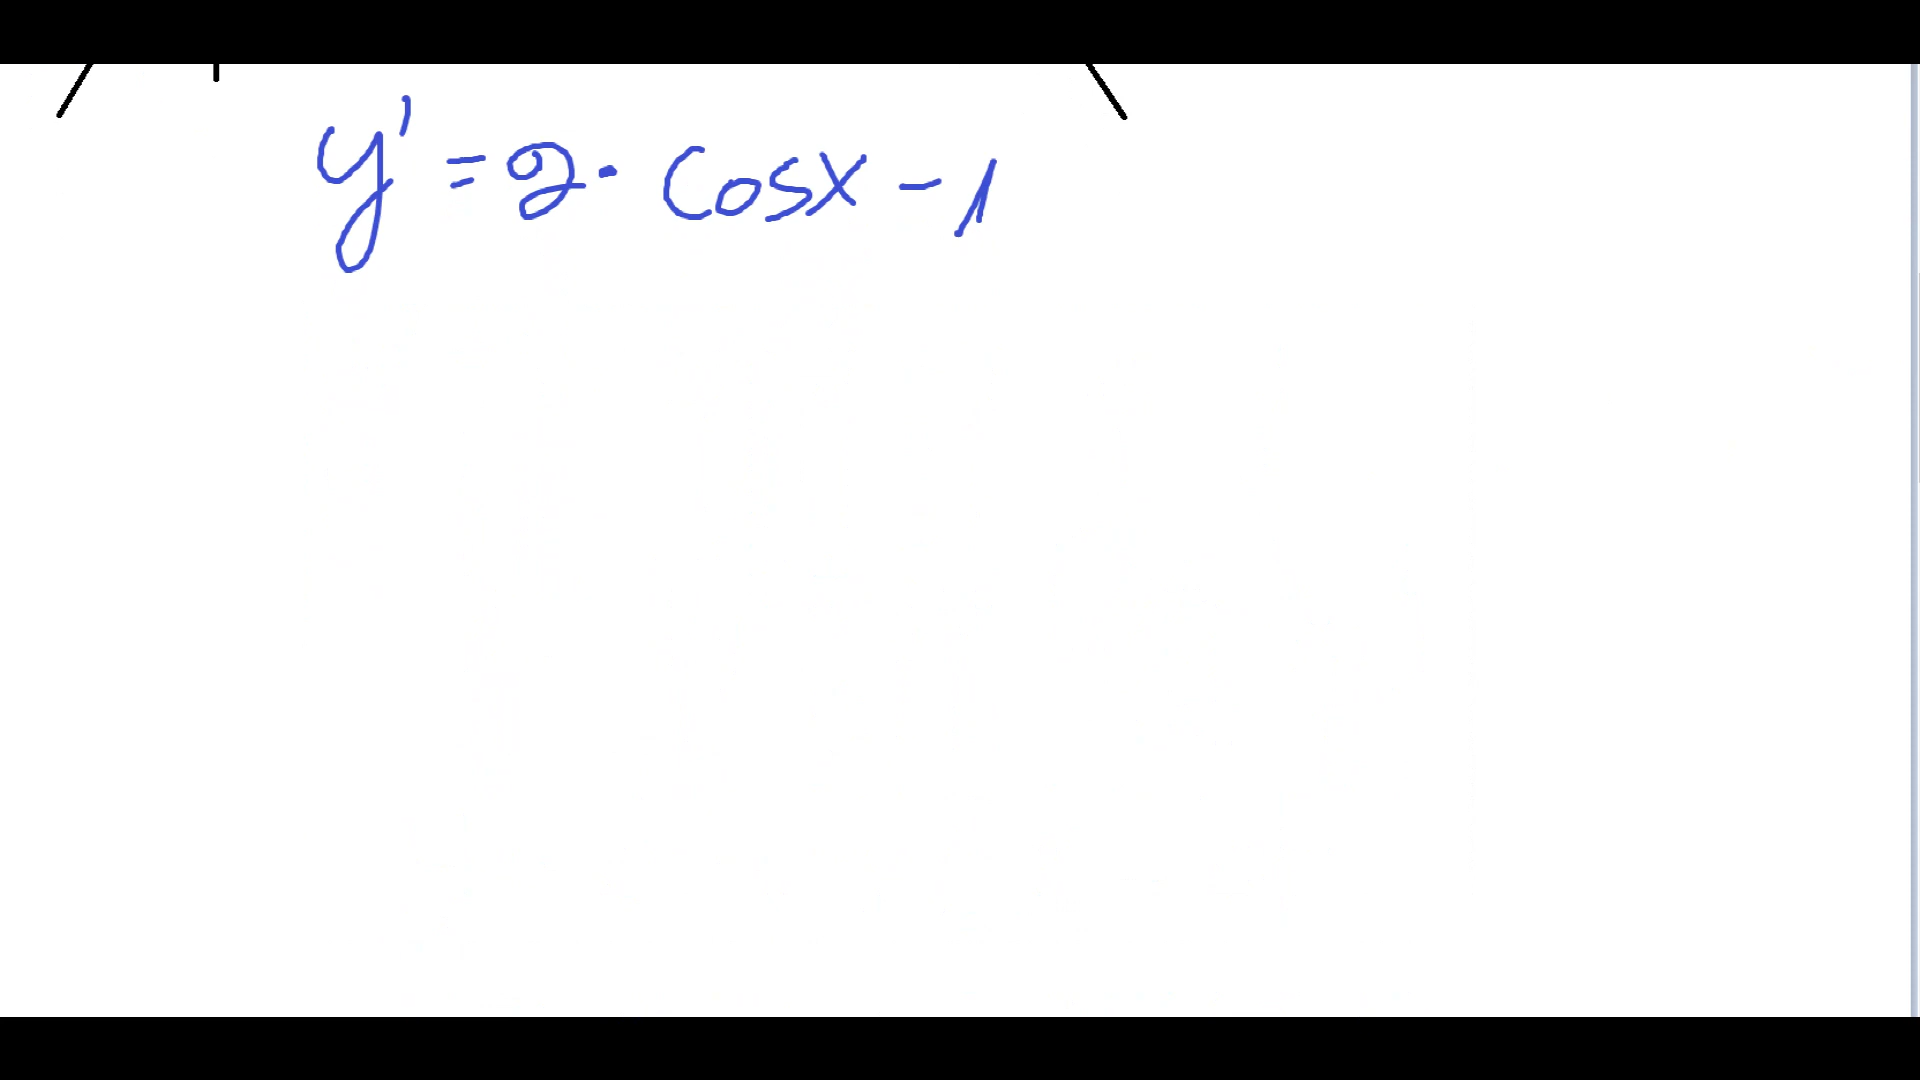 y' = 2 · cosx - 1